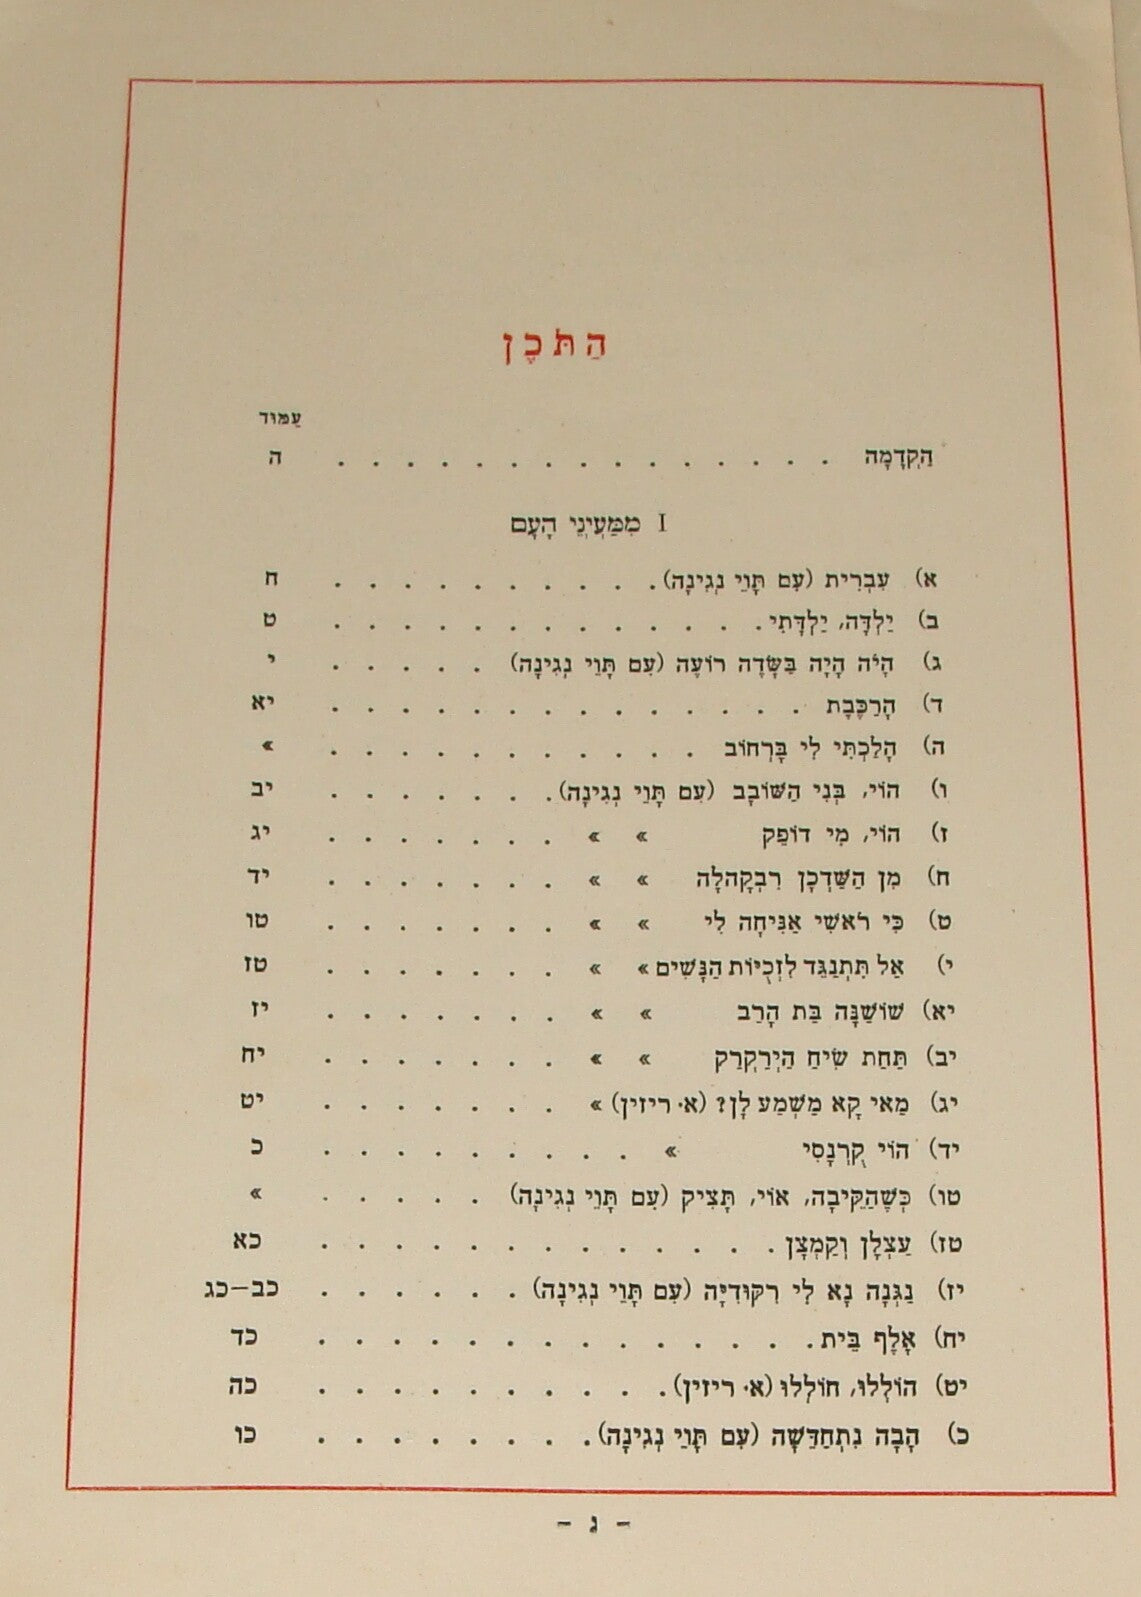 הַתֹּכֶן
עַמּוּד
הַקְדָּמָה . . . . . . . . . . . . . . . ה
I מִמַּעְיְנֵי הָעָם
א) עִבְרִית (עִם תָּוֵי נְגִינָה). . . . . . . . . . ח
ב) יַלְדָּה, יַלְדָּתִי . . . . . . . . . . . . . ט
ג) הָיֹה הָיָה בַּשָּׂדֶה רוֹעֶה (עִם תָּוֵי נְגִינָה) . . . . . י
ד) הָרַכֶּבֶת . . . . . . . . . . . . . . יא
ה) הָלַכְתִּי לִי בָּרְחוֹב . . . . . . . . . . . »
ו) הוֹי, בְּנִי הַשּׁוֹבָב (עִם תָּוֵי נְגִינָה). . . . . . . יב
ז) הוֹי, מִי דוֹפֵק » » . . . . . . . יג
ח) מִן הַשַּׁדְכָן רִבְקָהלָה » » . . . . . . . יד
ט) כִּי רֹאשִׁי אַנִּיחָה לִי » » . . . . . . . טו
י) אַל תִּתְנַגֵּד לִזְכֻיּוֹת הַנָּשִׁים » » . . . . . . . טז
יא) שׁוֹשַׁנָּה בַּת הָרַב » » . . . . . . . יז
יב) תַּחַת שִׂיחַ הַיְרַקְרַק » » . . . . . . . יח
יג) מַאי קָא מַשְׁמַע לָן? (א. ריזין) » . . . . . . . יט
יד) הוֹי קֻרְנָסִי » . . . . . . . . . כ
טו) כְּשֶׁהַקֵּיבָה, אוֹי, תָּצִיק (עִם תָּוֵי נְגִינָה) . . . . . »
טז) עַצְלָן וְקַמְצָן . . . . . . . . . . . . . כא
יז) נַגְּנָה נָא לִי רִקּוּדִיָּה (עִם תָּוֵי נְגִינָה) . . . . . . כב–כג
יח) אָלֶף בֵּית . . . . . . . . . . . . . . כד
יט) הוֹלְלוּ, חוֹלְלוּ (א. ריזין) . . . . . . . . . . כה
כ) הָבָה נִתְחַדְּשָׁה (עִם תָּוֵי נְגִינָה). . . . . . . . כו
– ג –